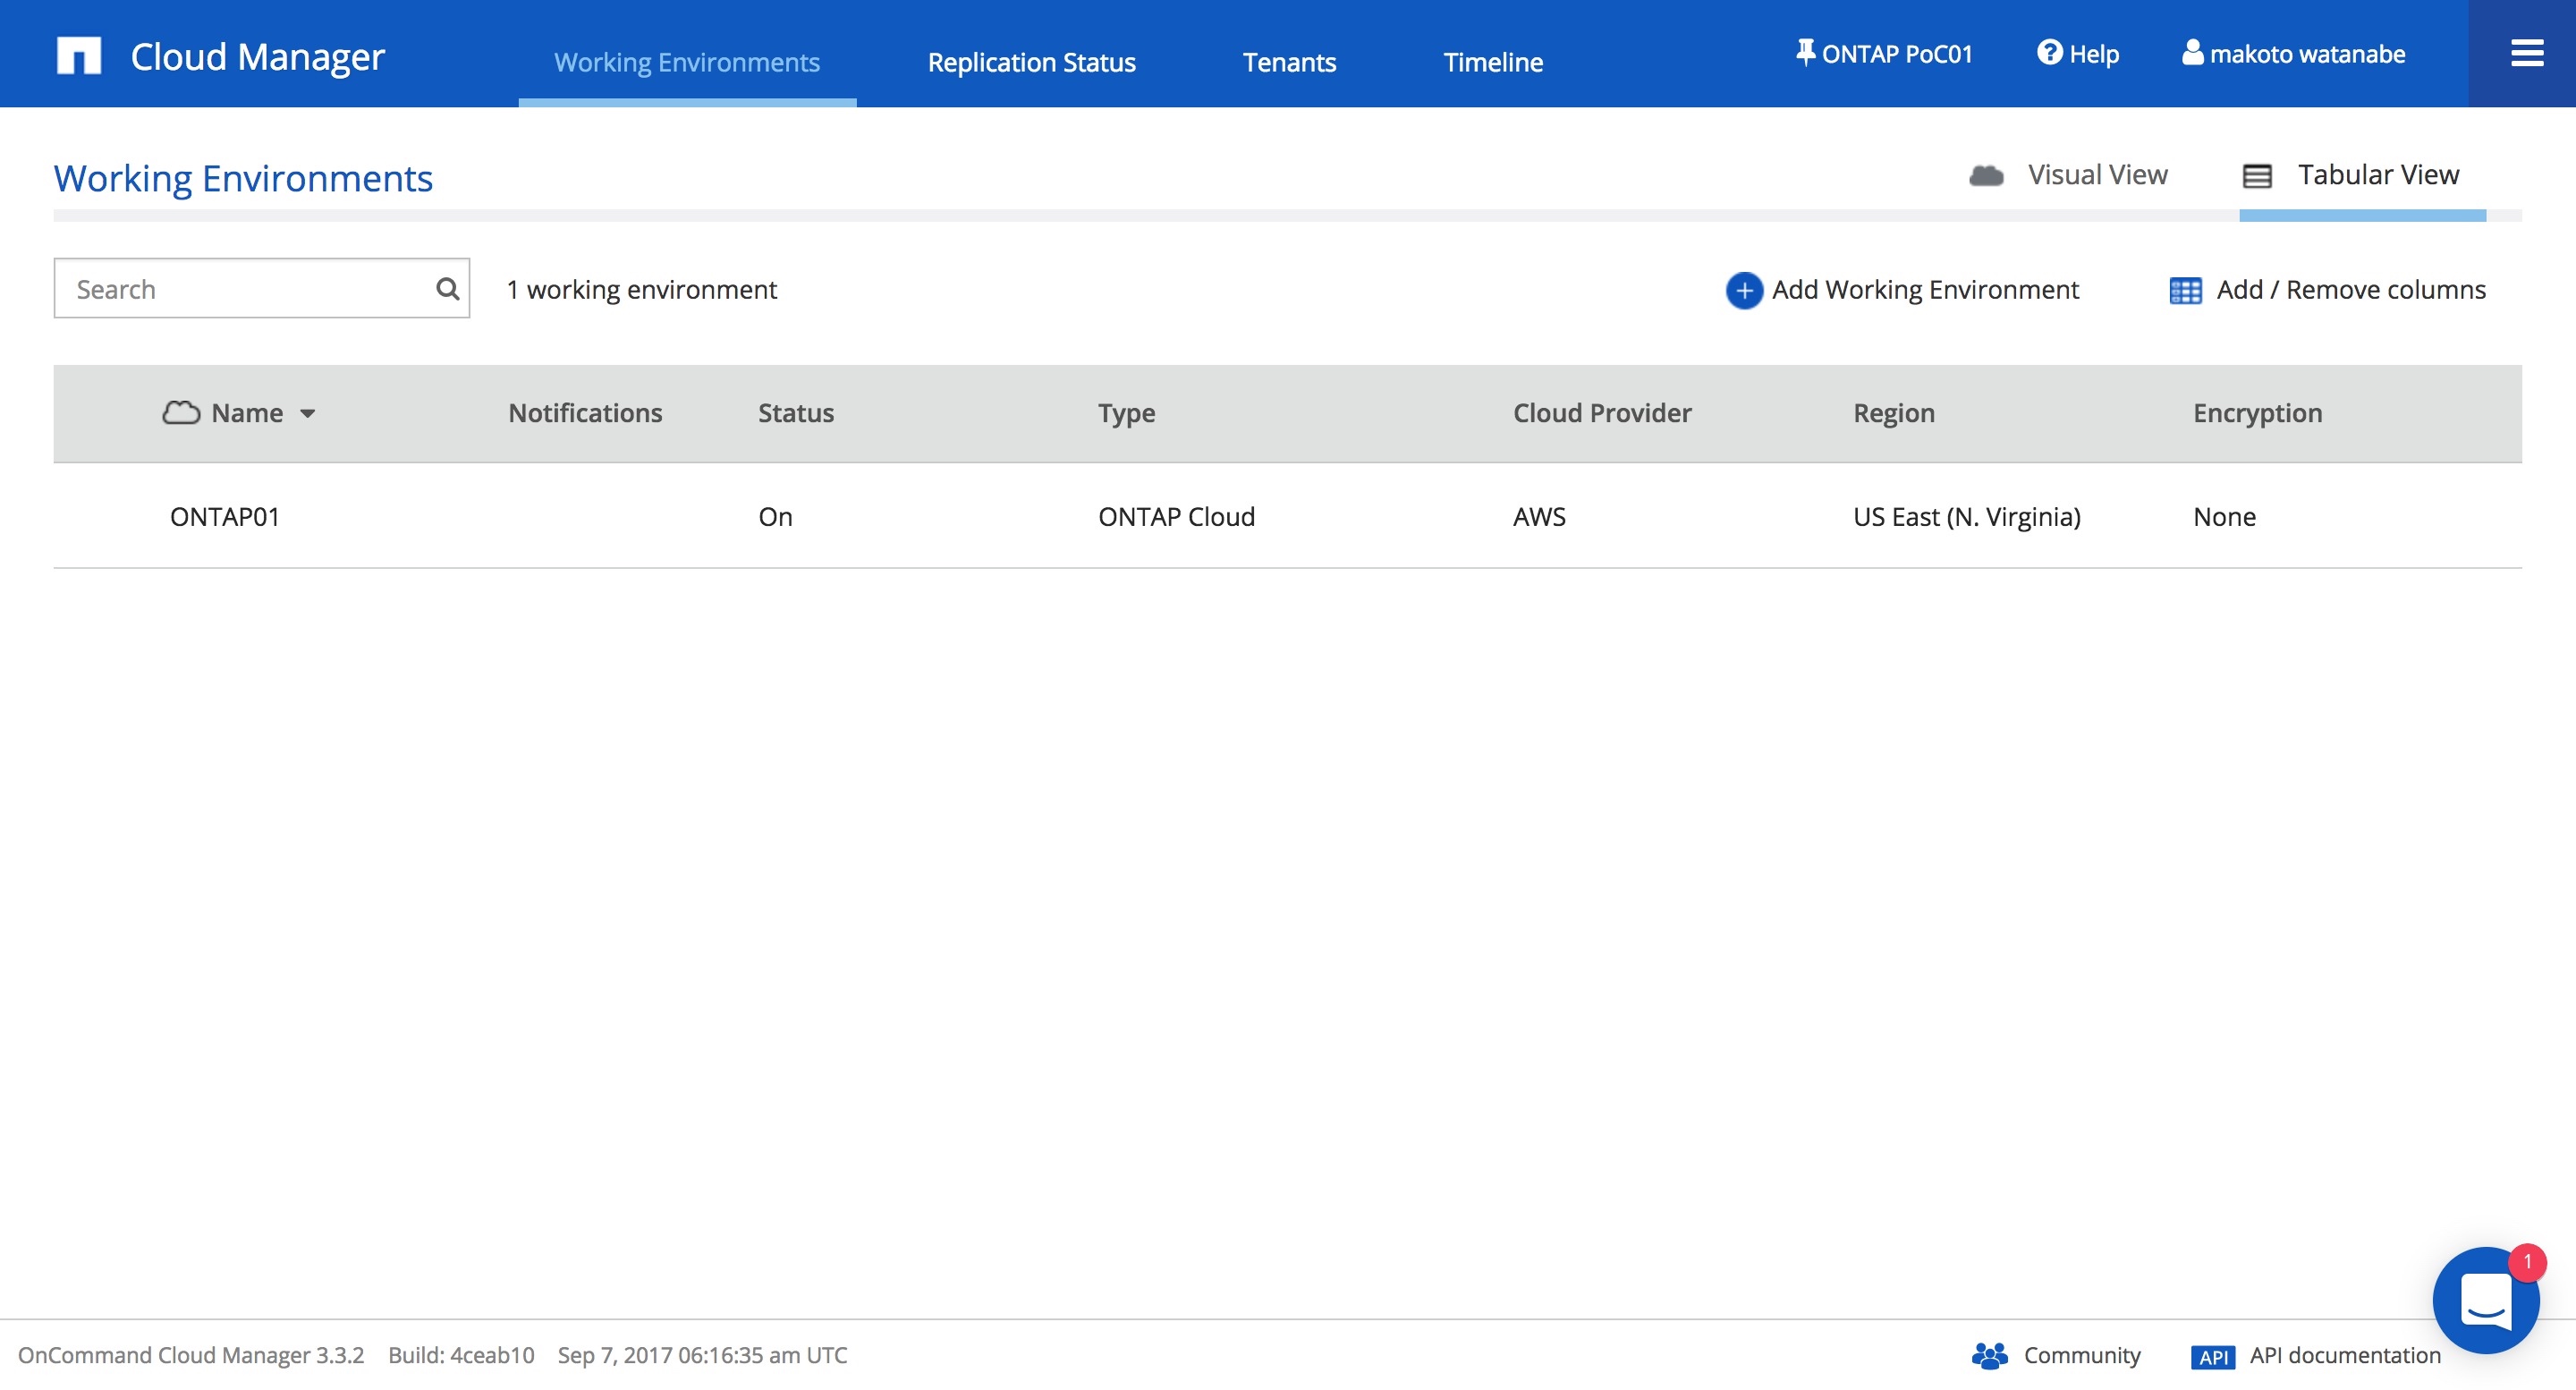 Cloud Manager Working Environments Replication Status Tenants Timeline ONTAP PoC01 Help makoto watanabe
Working Environments Visual View Tabular View
Search 1 working environment Add Working Environment Add / Remove columns
Name Notifications Status Type Cloud Provider Region Encryption
ONTAP01 On ONTAP Cloud AWS US East (N. Virginia) None
1
OnCommand Cloud Manager 3.3.2 Build: 4ceab10 Sep 7, 2017 06:16:35 am UTC Community API API documentation